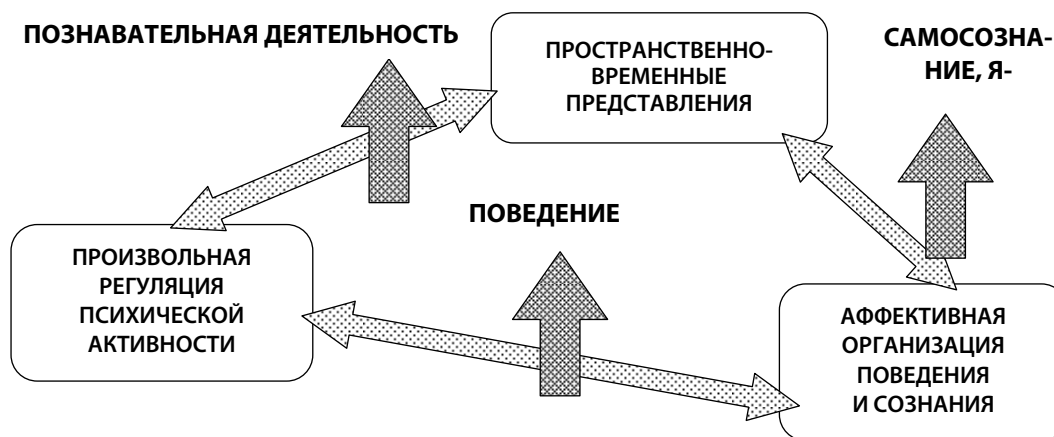 ПОЗНАВАТЕЛЬНАЯ ДЕЯТЕЛЬНОСТЬ
ПРОСТРАНСТВЕННО-
ВРЕМЕННЫЕ
ПРЕДСТАВЛЕНИЯ
САМОСОЗНА-
НИЕ, Я-
ПОВЕДЕНИЕ
ПРОИЗВОЛЬНАЯ
РЕГУЛЯЦИЯ
ПСИХИЧЕСКОЙ
АКТИВНОСТИ
АФФЕКТИВНАЯ
ОРГАНИЗАЦИЯ
ПОВЕДЕНИЯ
И СОЗНАНИЯ